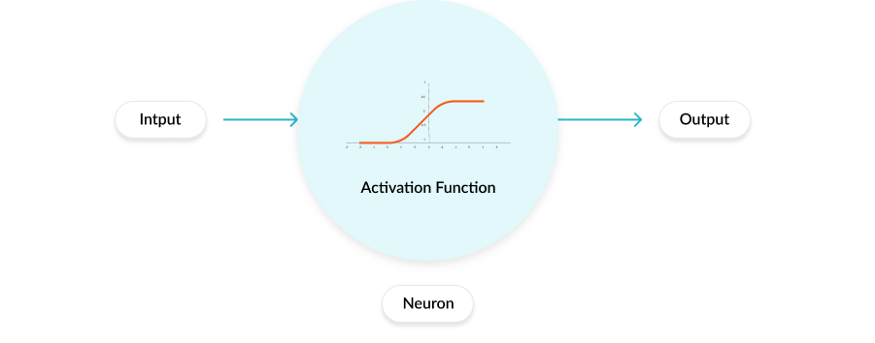 Intput
Activation Function
Output
Neuron